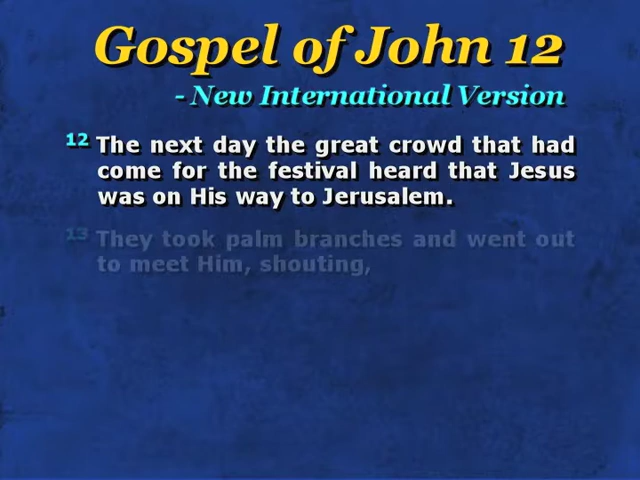 Gospel of John 12
- New International Version
12 The next day the great crowd that had
come for the festival heard that Jesus
was on His way to Jerusalem.
13 They took palm branches and went out
to meet Him, shouting,